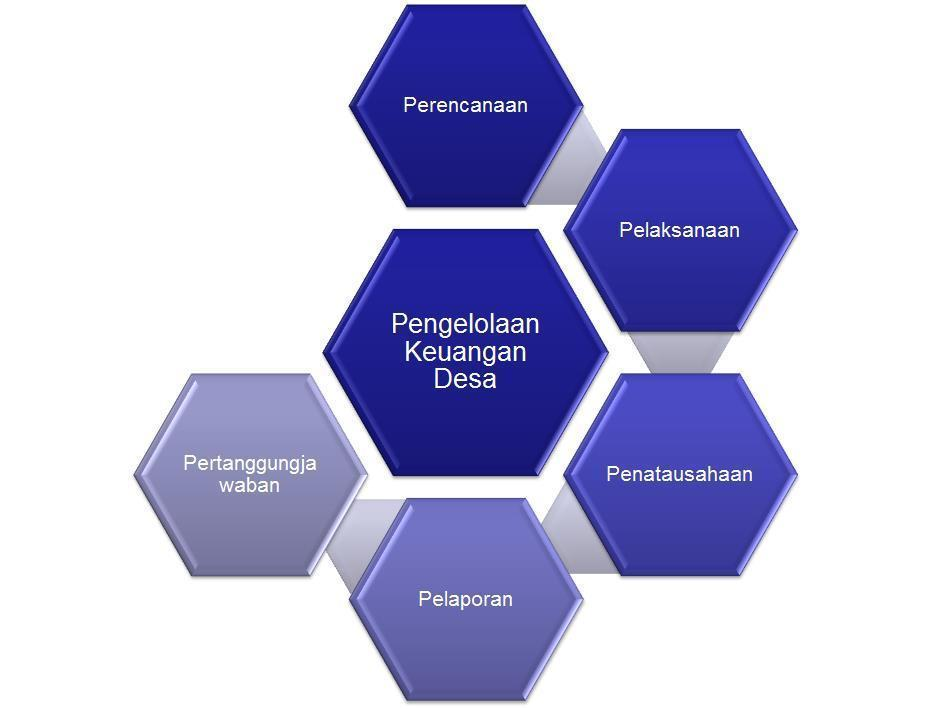 Perencanaan
Pelaksanaan
Pengelolaan
Keuangan
Desa
Pertanggungja
waban
Penatausahaan
Pelaporan